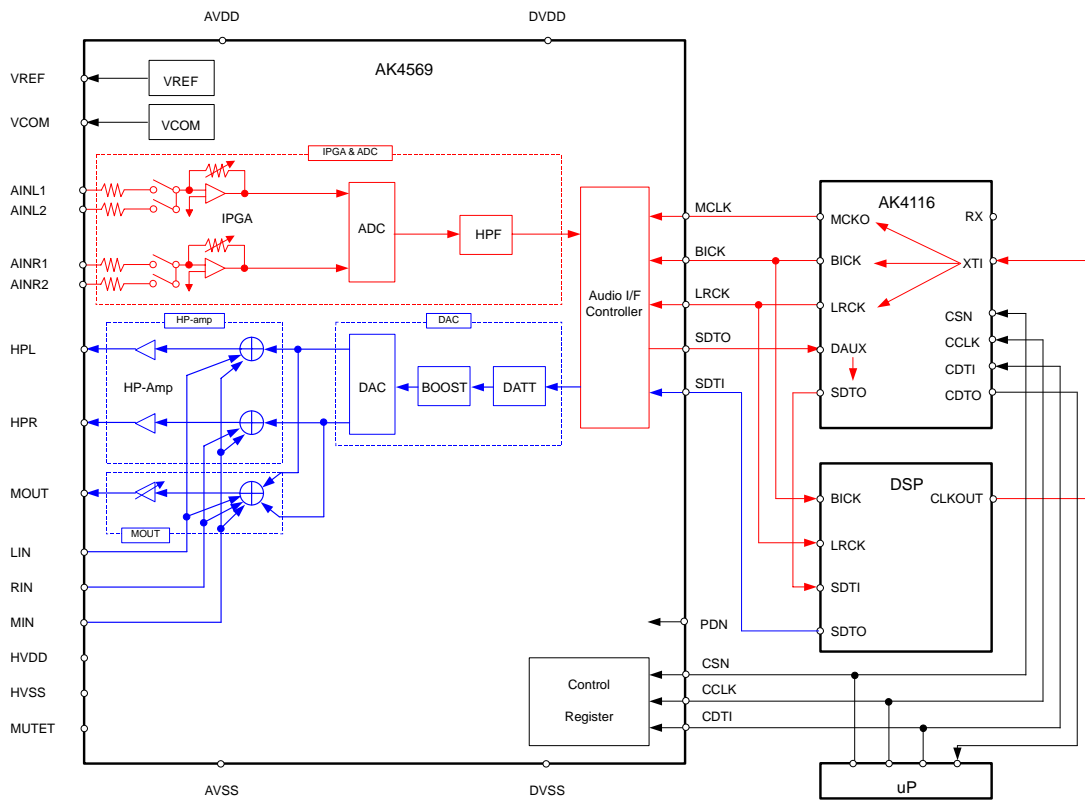 AVDD
DVDD
AK4569
VREF
VREF
VCOM
VCOM
IPGA & ADC
AINL1
AINL2
IPGA
ADC
HPF
AINR1
AINR2
Audio I/F
Controller
MCLK
BICK
LRCK
SDTO
SDTI
AK4116
MCKO
RX
BICK
XTI
LRCK
CSN
DAUX
CCLK
CDTI
SDTO
CDTO
HP-amp
DAC
HPL
HP-Amp
DAC
BOOST
DATT
HPR
MOUT
MOUT
LIN
RIN
MIN
HVDD
HVSS
MUTET
DSP
BICK
CLKOUT
LRCK
SDTI
SDTO
PDN
Control
Register
CSN
CCLK
CDTI
AVSS
DVSS
uP